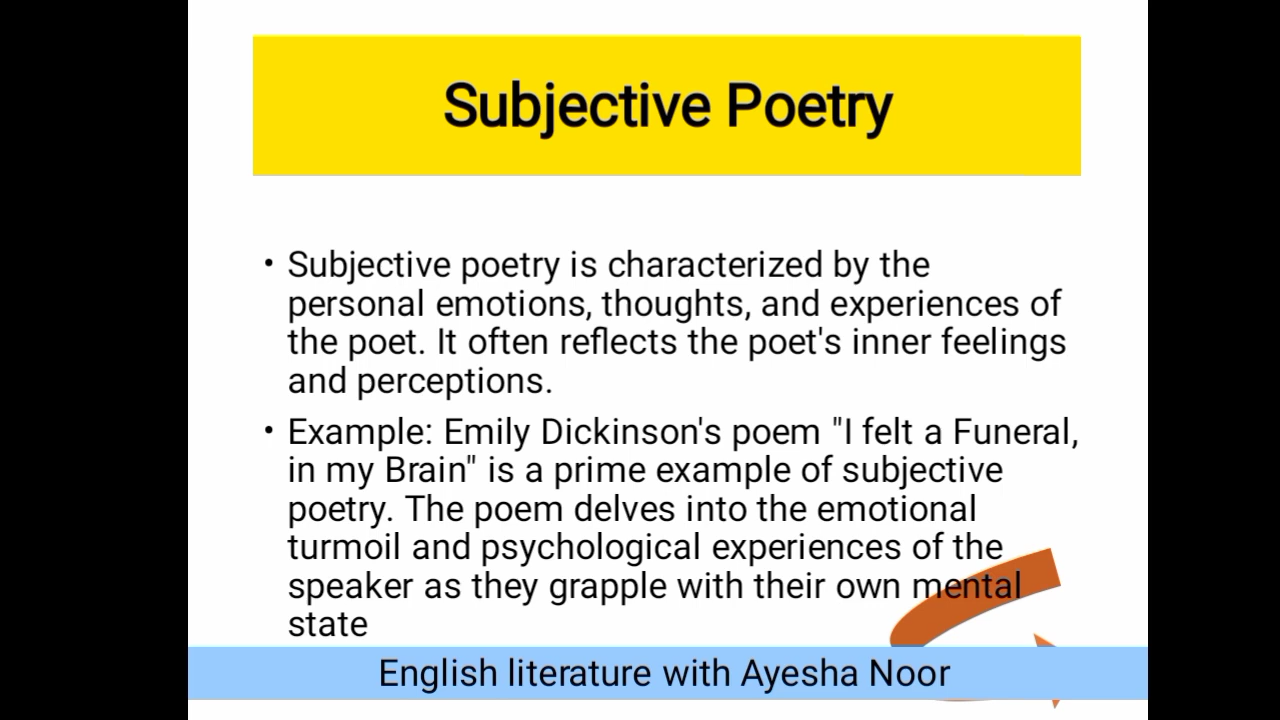 Subjective Poetry
• Subjective poetry is characterized by the
personal emotions, thoughts, and experiences of
the poet. It often reflects the poet's inner feelings
and perceptions.
• Example: Emily Dickinson's poem "I felt a Funeral,
in my Brain" is a prime example of subjective
poetry. The poem delves into the emotional
turmoil and psychological experiences of the
speaker as they grapple with their own mental
state
English literature with Ayesha Noor